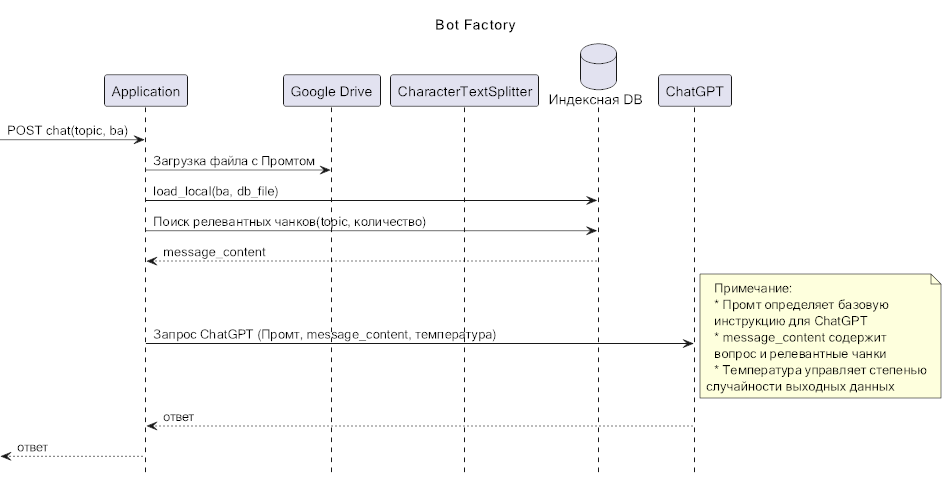 Bot Factory
Application
Google Drive
CharacterTextSplitter
Индексная DB
ChatGPT
POST chat(topic, ba)
Загрузка файла с Промтом
load_local(ba, db_file)
Поиск релевантных чанков(topic, количество)
message_content
Примечание:
* Промт определяет базовую
инструкцию для ChatGPT
* message_content содержит
вопрос и релевантные чанки
* Температура управляет степенью
случайности выходных данных
Запрос ChatGPT (Промт, message_content, температура)
ответ
ответ